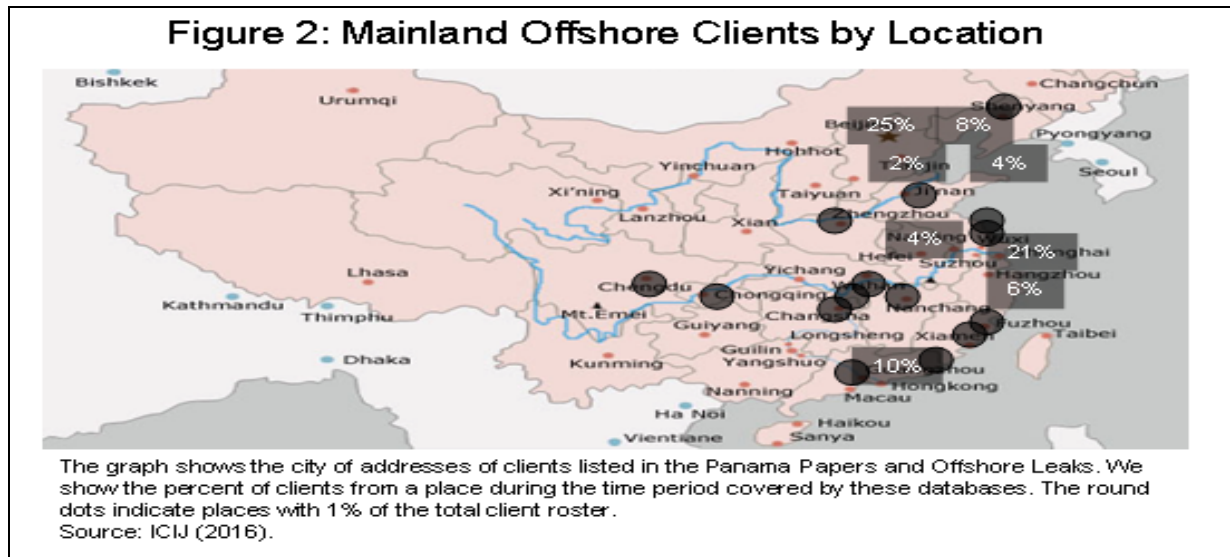 Figure 2: Mainland Offshore Clients by Location
Bishkek
Changchun
Urumqi
Shenyang
25%
8%
Pyongyang
Hohhot
2%
4%
Seoul
Yinchuan
Xi'ning
Taiyuan
Ji'nan
Lanzhou
Xian
Zhengzhou
4%
Wuxi
Hefei
Suzhou
21%
Lhasa
Yichang
Hangzhou
Kathmandu
Chengdu
Chongqing
Wuhan
6%
Thimphu
Mt.Emei
Changsha
Nanchang
Guiyang
Longsheng
Xiamen
Fuzhou
Taibei
Dhaka
Kunming
Guilin
Yangshuo
10%
Nanning
Hongkong
Macau
Ha Noi
Haikou
Vientiane
Sanya
The graph shows the city of addresses of clients listed in the Panama Papers and Offshore Leaks. We
show the percent of clients from a place during the time period covered by these databases. The round
dots indicate places with 1% of the total client roster.
Source: ICIJ (2016).